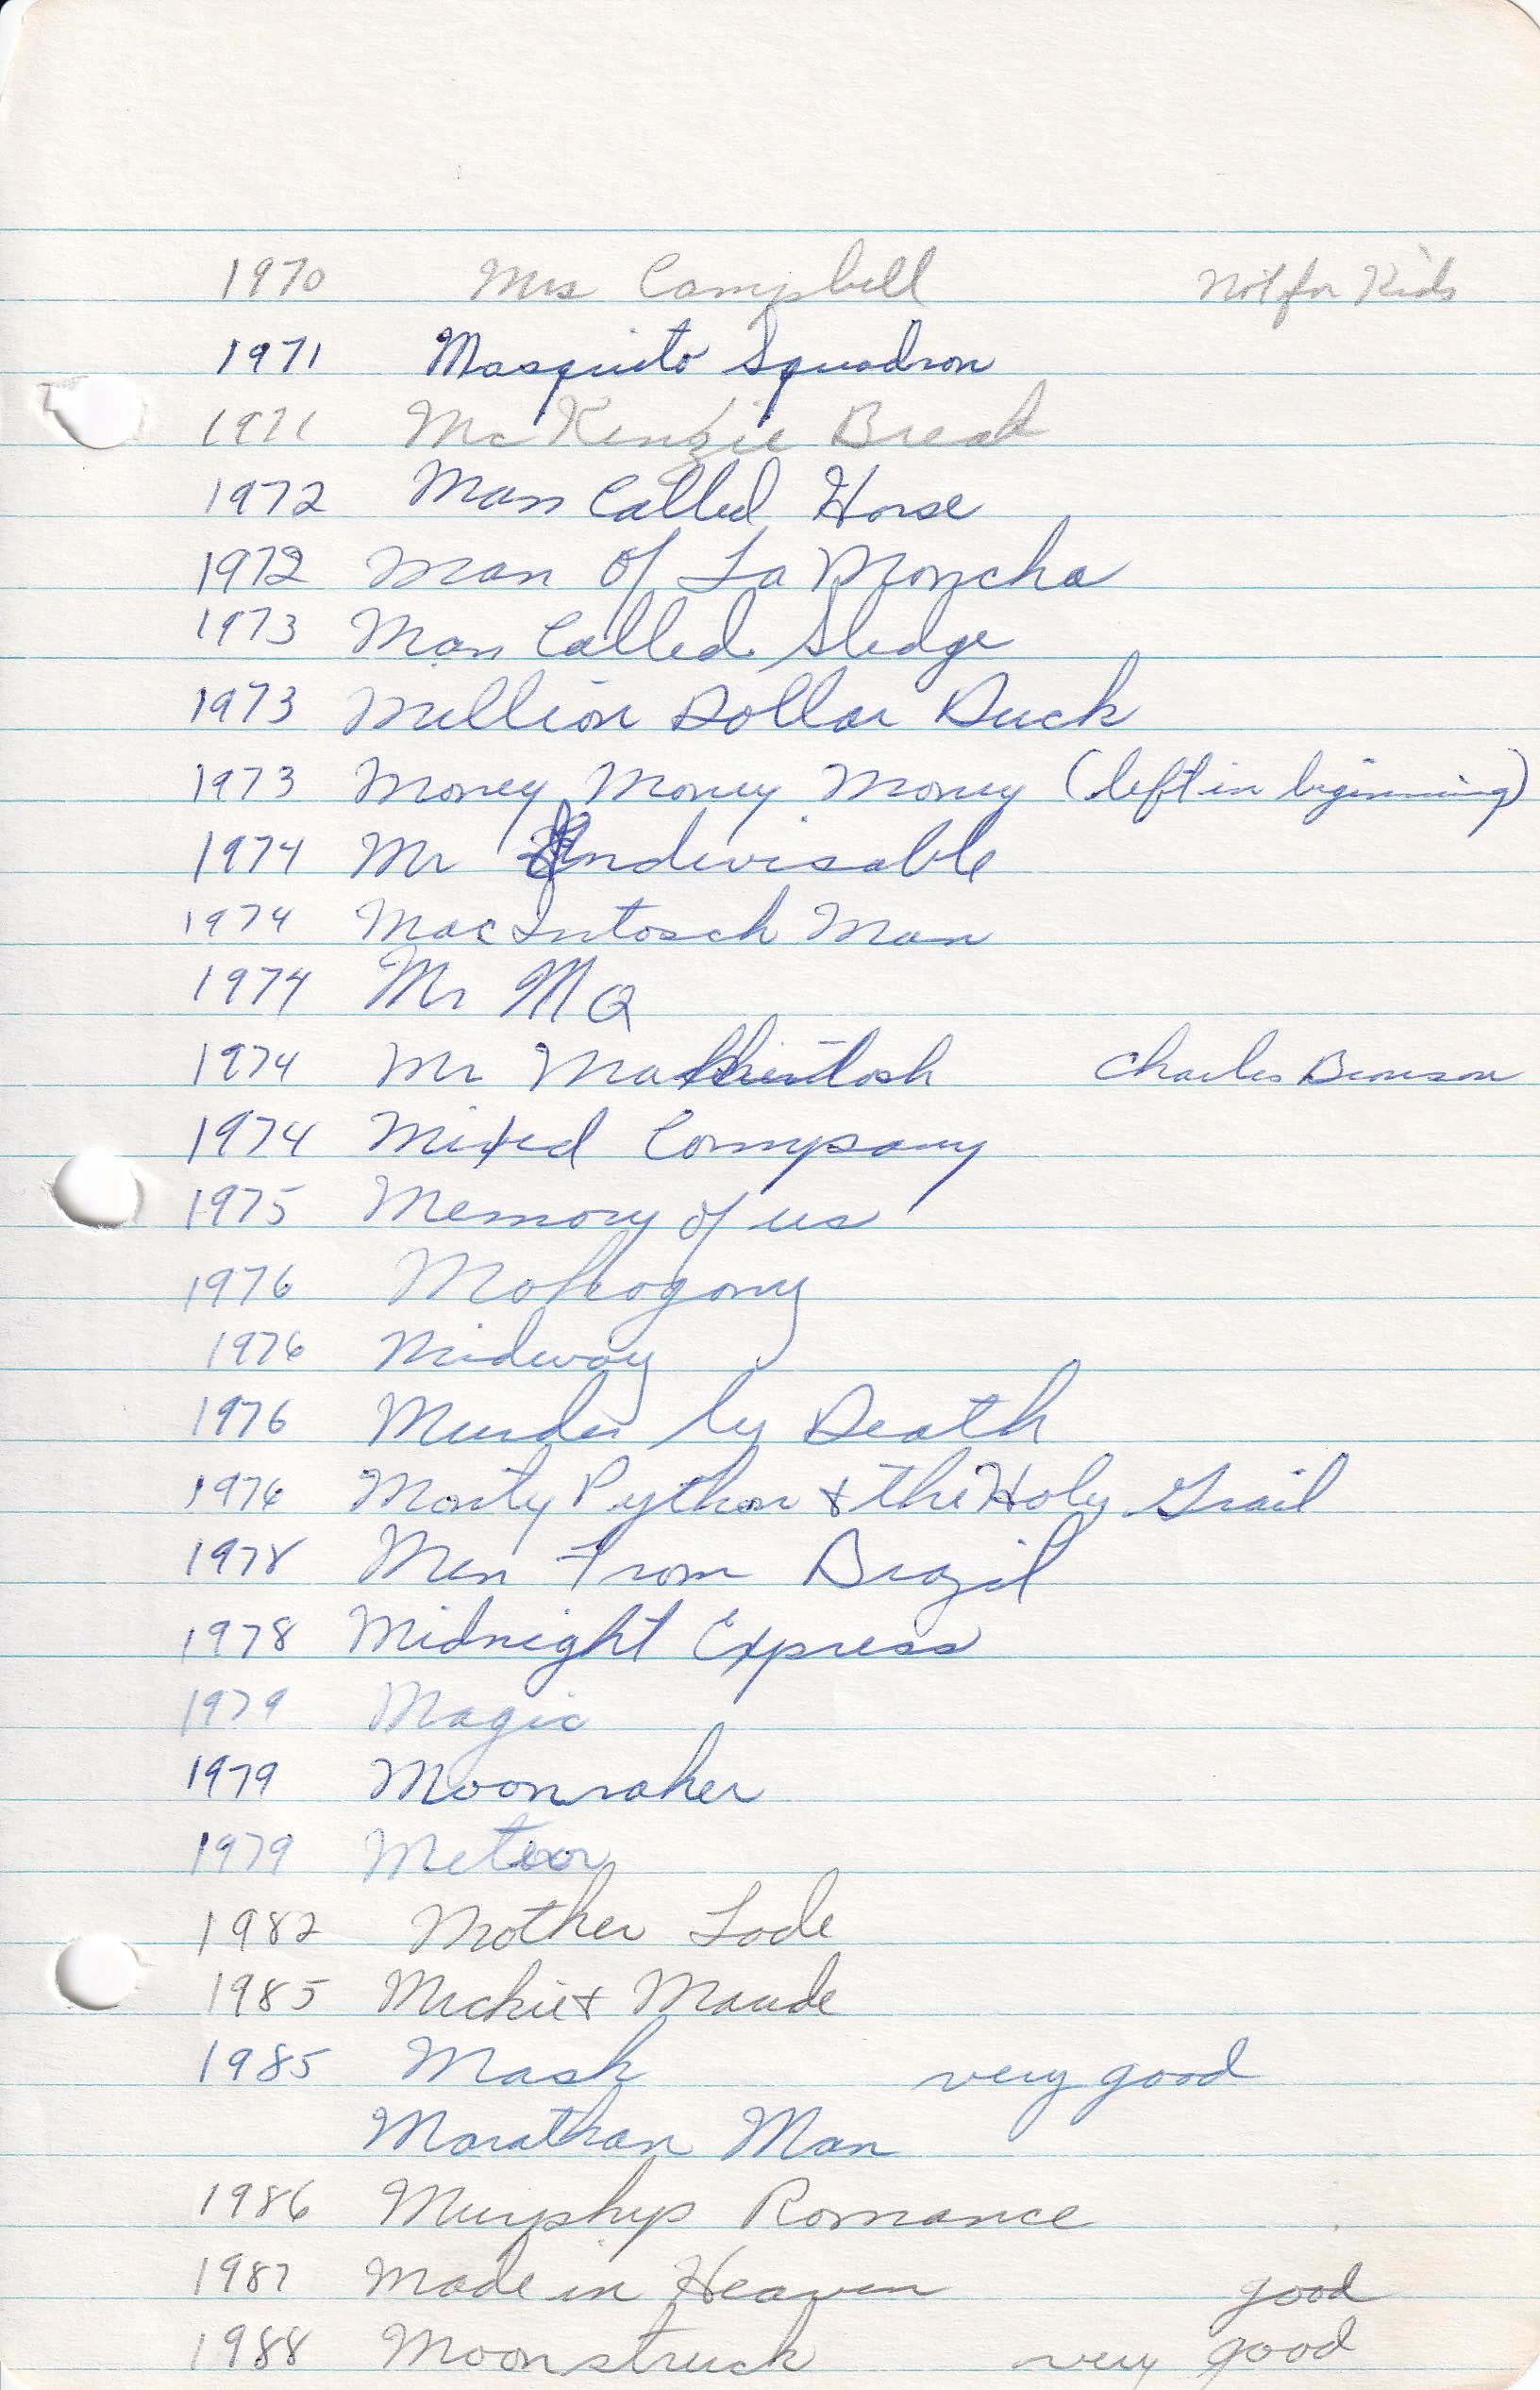 1970 Mrs Campbell Not for Kids
1971 Mosquito Squadron
1971 McKenzie Break
1972 Man Called Horse
1972 Man Of La Moncha
1973 Man Called Sledge
1973 Million Dollar Duck
1973 Money Money Money (left in beginning)
1974 Mr Indevisable
1974 MacIntosch Man
1974 Mr MQ
1974 Mr Mackintosh Charles Bronson
1974 Mixed Company
1975 Memory of us
1976 Mohogony
1976 Midway
1976 Murder by Death
1976 Monty Python & the Holy Grail
1978 Men From Brazil
1978 Midnight Express
1979 Magic
1979 Moonraker
1979 Meteor
1982 Mother Lode
1985 Mickie & Maude
1985 Mask very good
Marathan Man
1986 Murphys Romance
1987 Made in Heaven good
1988 Moonstruck very good